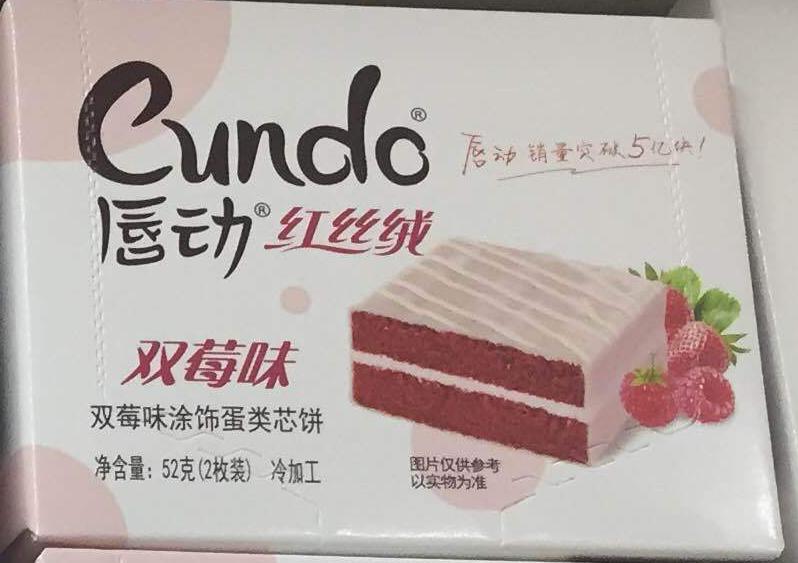 Cundo®
唇动销量突破5亿块!
唇动®红丝绒
双莓味
双莓味涂饰蛋类芯饼
净含量:52克(2枚装) 冷加工
图片仅供参考
以实物为准